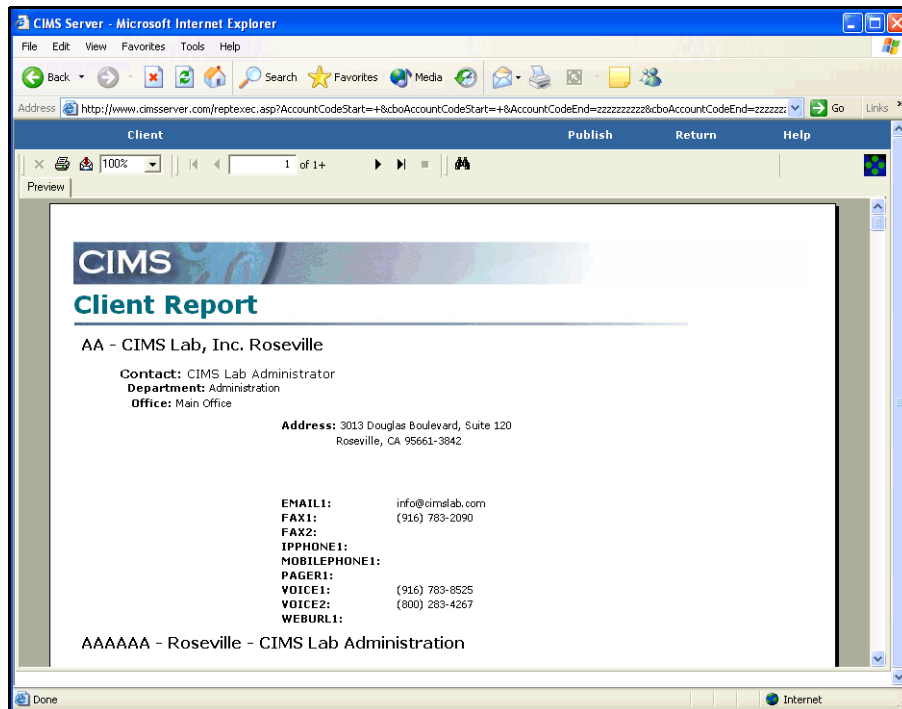 CIMS Server - Microsoft Internet Explorer
File Edit View Favorites Tools Help
Back Search Favorites Media
Address http://www.cimsserver.com/reptexec.asp?AccountCodeStart=+&cboAccountCodeStart=+&AccountCodeEnd=zzzzzzzzzz&cboAccountCodeEnd=zzzzzzz Go Links »
Client Publish Return Help
100% 1 of 1+
Preview
CIMS
Client Report
AA - CIMS Lab, Inc. Roseville
Contact: CIMS Lab Administrator
Department: Administration
Office: Main Office
Address: 3013 Douglas Boulevard, Suite 120
Roseville, CA 95661-3842
EMAIL1: info@cimslab.com
FAX1: (916) 783-2090
FAX2:
IPPHONE1:
MOBILEPHONE1:
PAGER1:
VOICE1: (916) 783-8525
VOICE2: (800) 283-4267
WEBURL1:
AAAAAA - Roseville - CIMS Lab Administration
Done Internet